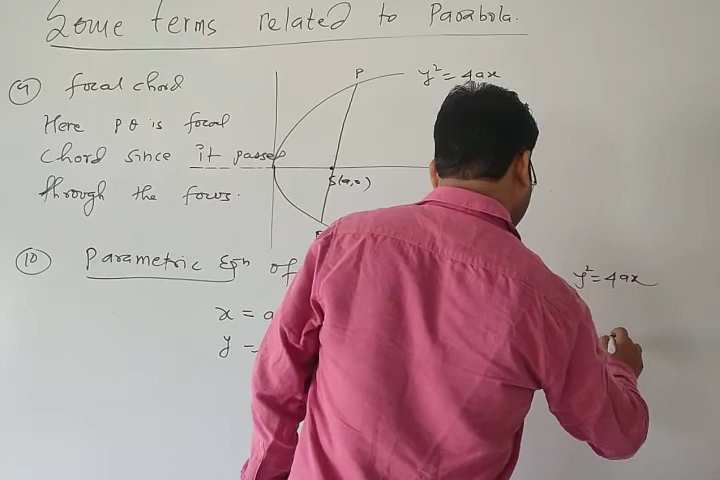 Some terms related to Parabola.
9 focal chord
Here PQ is focal
chord since it passes
through the focus.
P
y² = 4ax
S(a,0)
10 Parametric Eqn of
x = a
y =
y² = 4ax